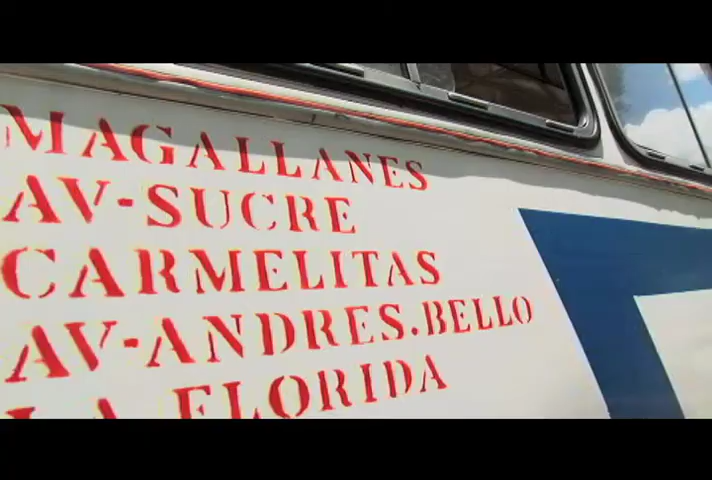 MAGALLANES
AV-SUCRE
CARMELITAS
AV-ANDRES.BELLO
LA FLORIDA